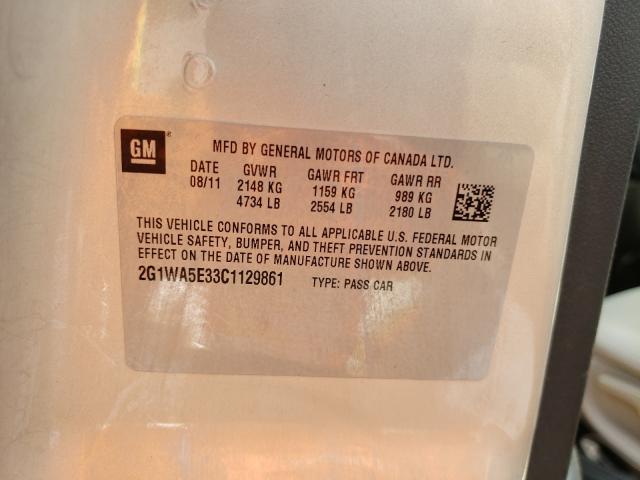 GM ®
MFD BY GENERAL MOTORS OF CANADA LTD.
DATE GVWR GAWR FRT GAWR RR
08/11 2148 KG 1159 KG 989 KG
4734 LB 2554 LB 2180 LB
THIS VEHICLE CONFORMS TO ALL APPLICABLE U.S. FEDERAL MOTOR
VEHICLE SAFETY, BUMPER, AND THEFT PREVENTION STANDARDS IN
EFFECT ON THE DATE OF MANUFACTURE SHOWN ABOVE.
2G1WA5E33C1129861 TYPE: PASS CAR